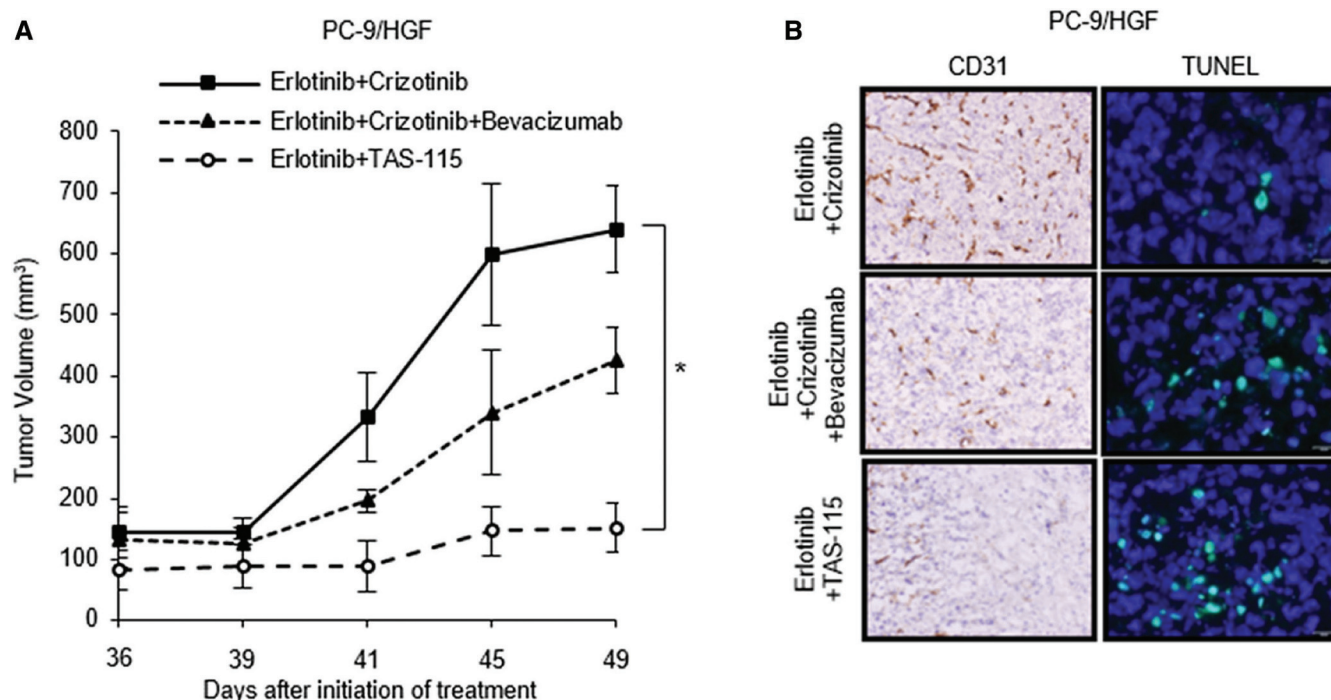 A
PC-9/HGF
Erlotinib+Crizotinib
Erlotinib+Crizotinib+Bevacizumab
Erlotinib+TAS-115
800
700
600
500
400
300
200
100
0
Tumor Volume (mm³)
36 39 41 45 49
Days after initiation of treatment
*
B
PC-9/HGF
CD31 TUNEL
Erlotinib
+Crizotinib
Erlotinib
+Crizotinib
+Bevacizumab
Erlotinib
+TAS-115